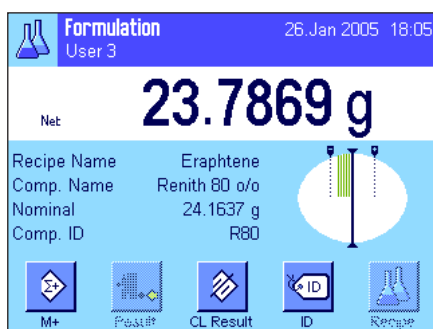 Formulation 26.Jan 2005 18:05
User 3
Net 23.7869 g
Recipe Name Eraphtene
Comp. Name Renith 80 o/o
Nominal 24.1637 g
Comp. ID R80
Σ+ ID
M+ Result CL Result ID Recipe